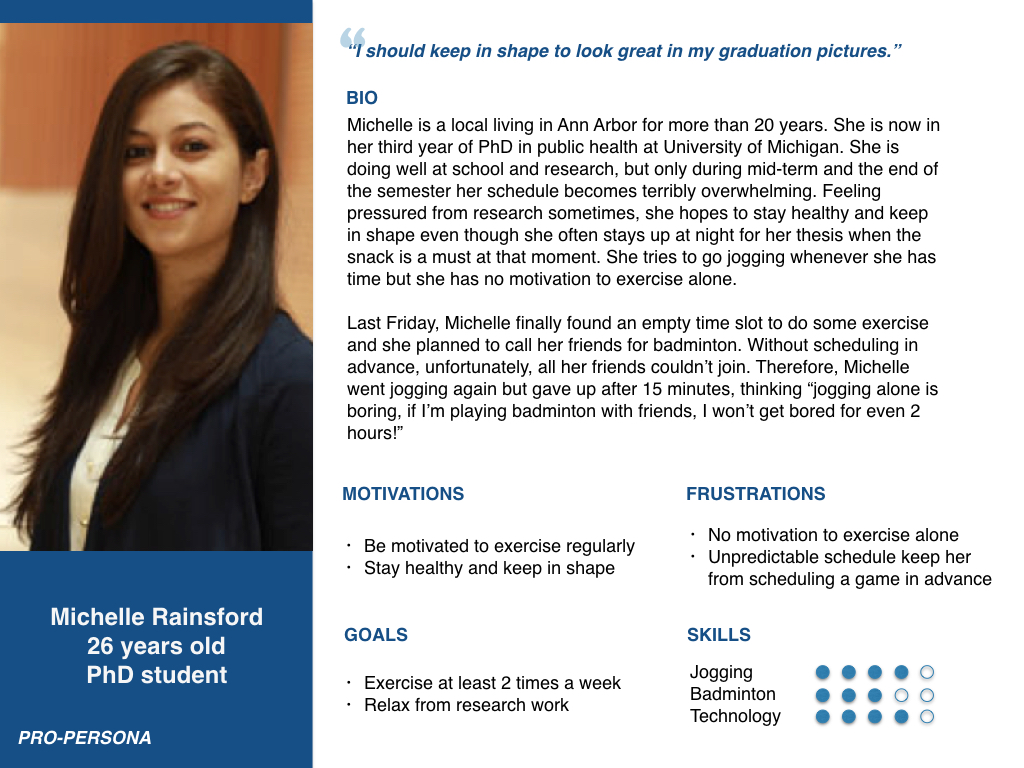 “I should keep in shape to look great in my graduation pictures.”
BIO
Michelle is a local living in Ann Arbor for more than 20 years. She is now in
her third year of PhD in public health at University of Michigan. She is
doing well at school and research, but only during mid-term and the end of
the semester her schedule becomes terribly overwhelming. Feeling
pressured from research sometimes, she hopes to stay healthy and keep
in shape even though she often stays up at night for her thesis when the
snack is a must at that moment. She tries to go jogging whenever she has
time but she has no motivation to exercise alone.
Last Friday, Michelle finally found an empty time slot to do some exercise
and she planned to call her friends for badminton. Without scheduling in
advance, unfortunately, all her friends couldn’t join. Therefore, Michelle
went jogging again but gave up after 15 minutes, thinking “jogging alone is
boring, if I’m playing badminton with friends, I won’t get bored for even 2
hours!”
MOTIVATIONS
· Be motivated to exercise regularly
· Stay healthy and keep in shape
FRUSTRATIONS
· No motivation to exercise alone
· Unpredictable schedule keep her
from scheduling a game in advance
GOALS
· Exercise at least 2 times a week
· Relax from research work
SKILLS
Jogging
Badminton
Technology
Michelle Rainsford
26 years old
PhD student
PRO-PERSONA